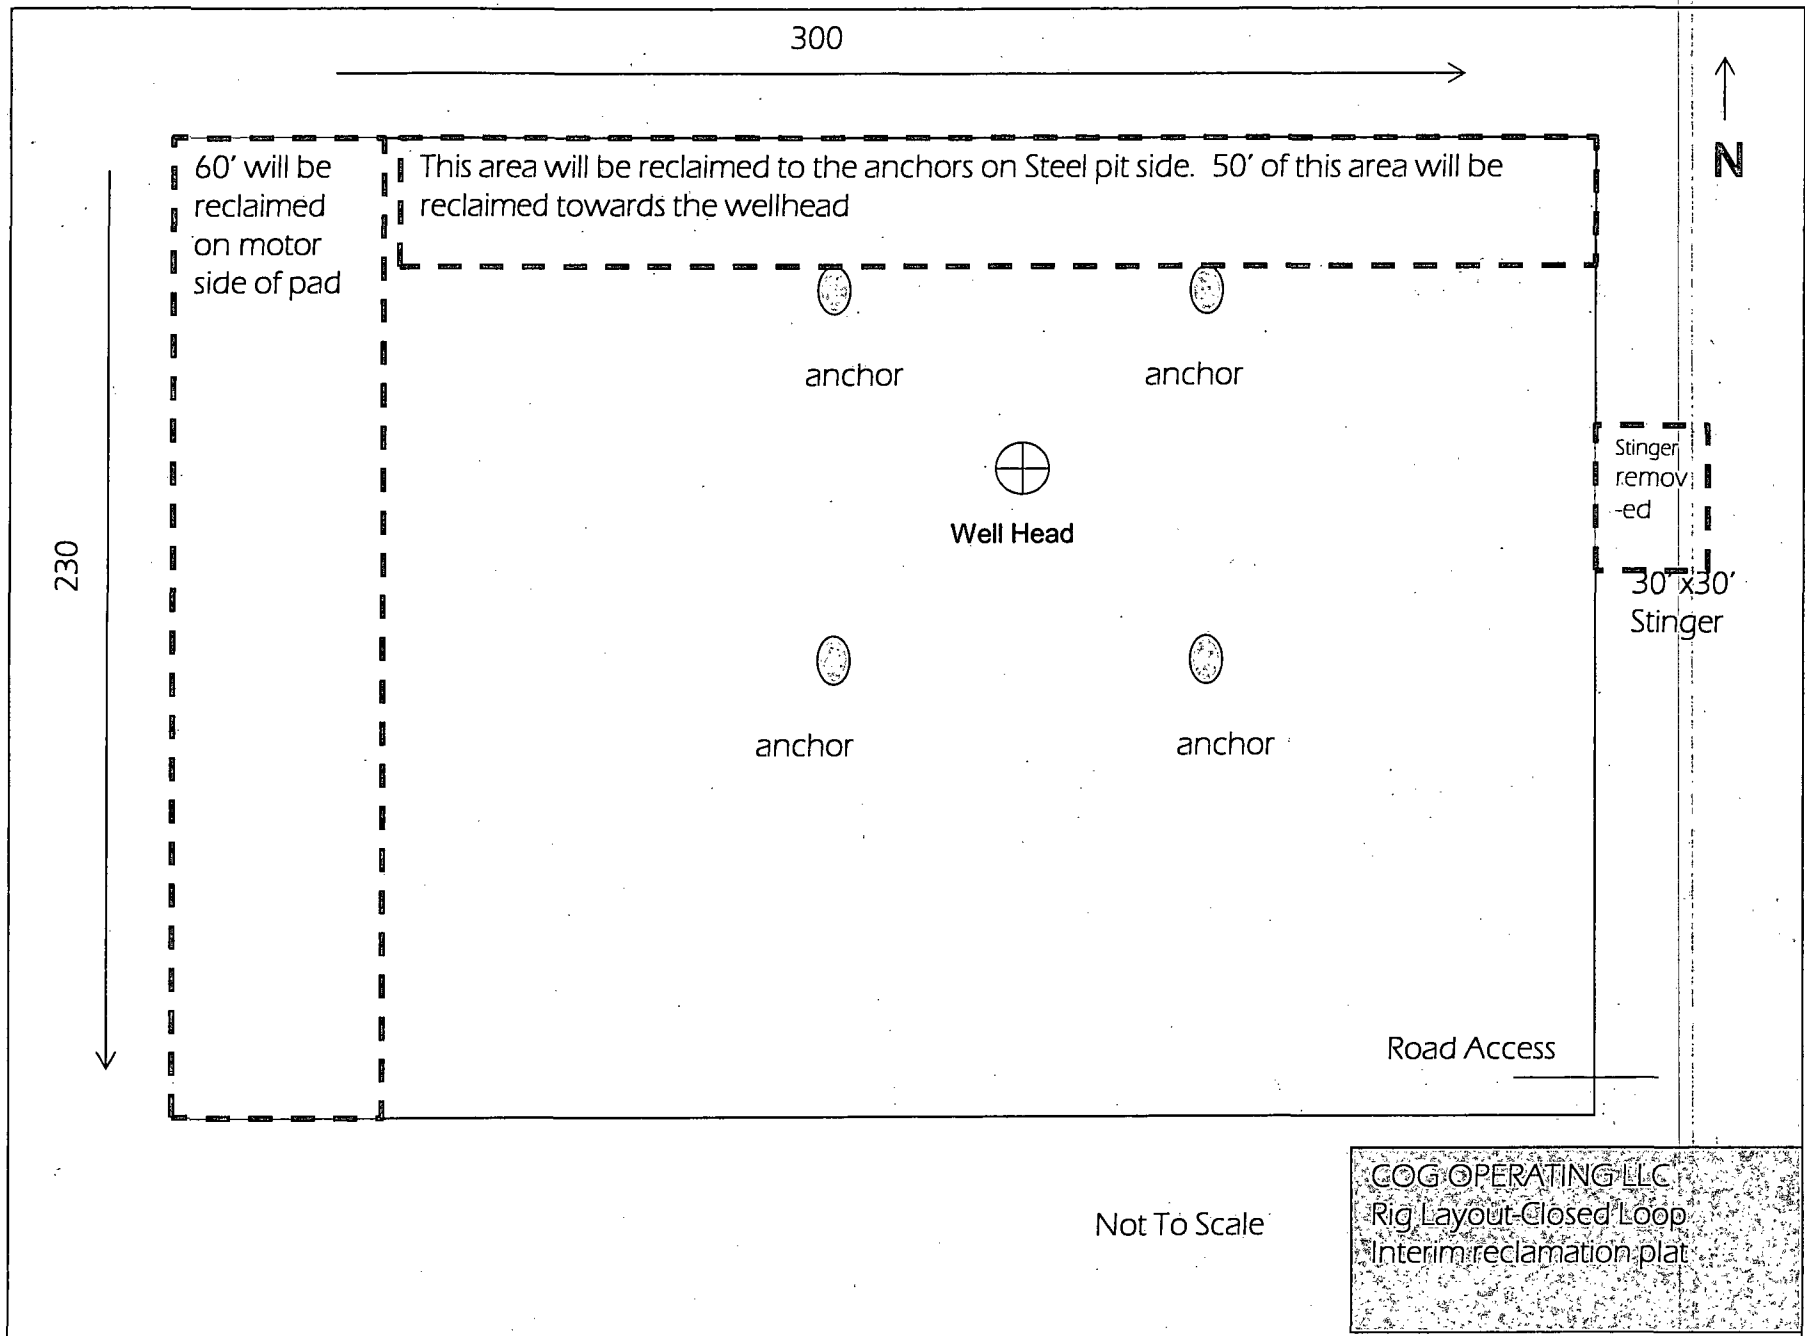 300
N
60' will be
reclaimed
on motor
side of pad
This area will be reclaimed to the anchors on Steel pit side. 50' of this area will be
reclaimed towards the wellhead
anchor
anchor
Stinger
remov
-ed
Well Head
230
30' x30'
Stinger
anchor
anchor
Road Access
Not To Scale
COG OPERATING LLC
Rig Layout-Closed Loop
Interim reclamation plat